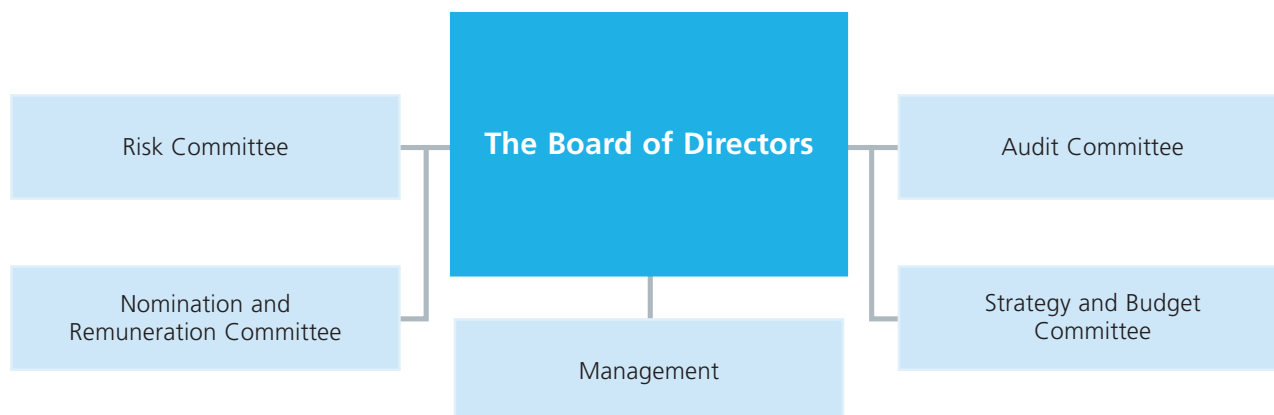 The Board of Directors
Risk Committee
Audit Committee
Nomination and
Remuneration Committee
Strategy and Budget
Committee
Management